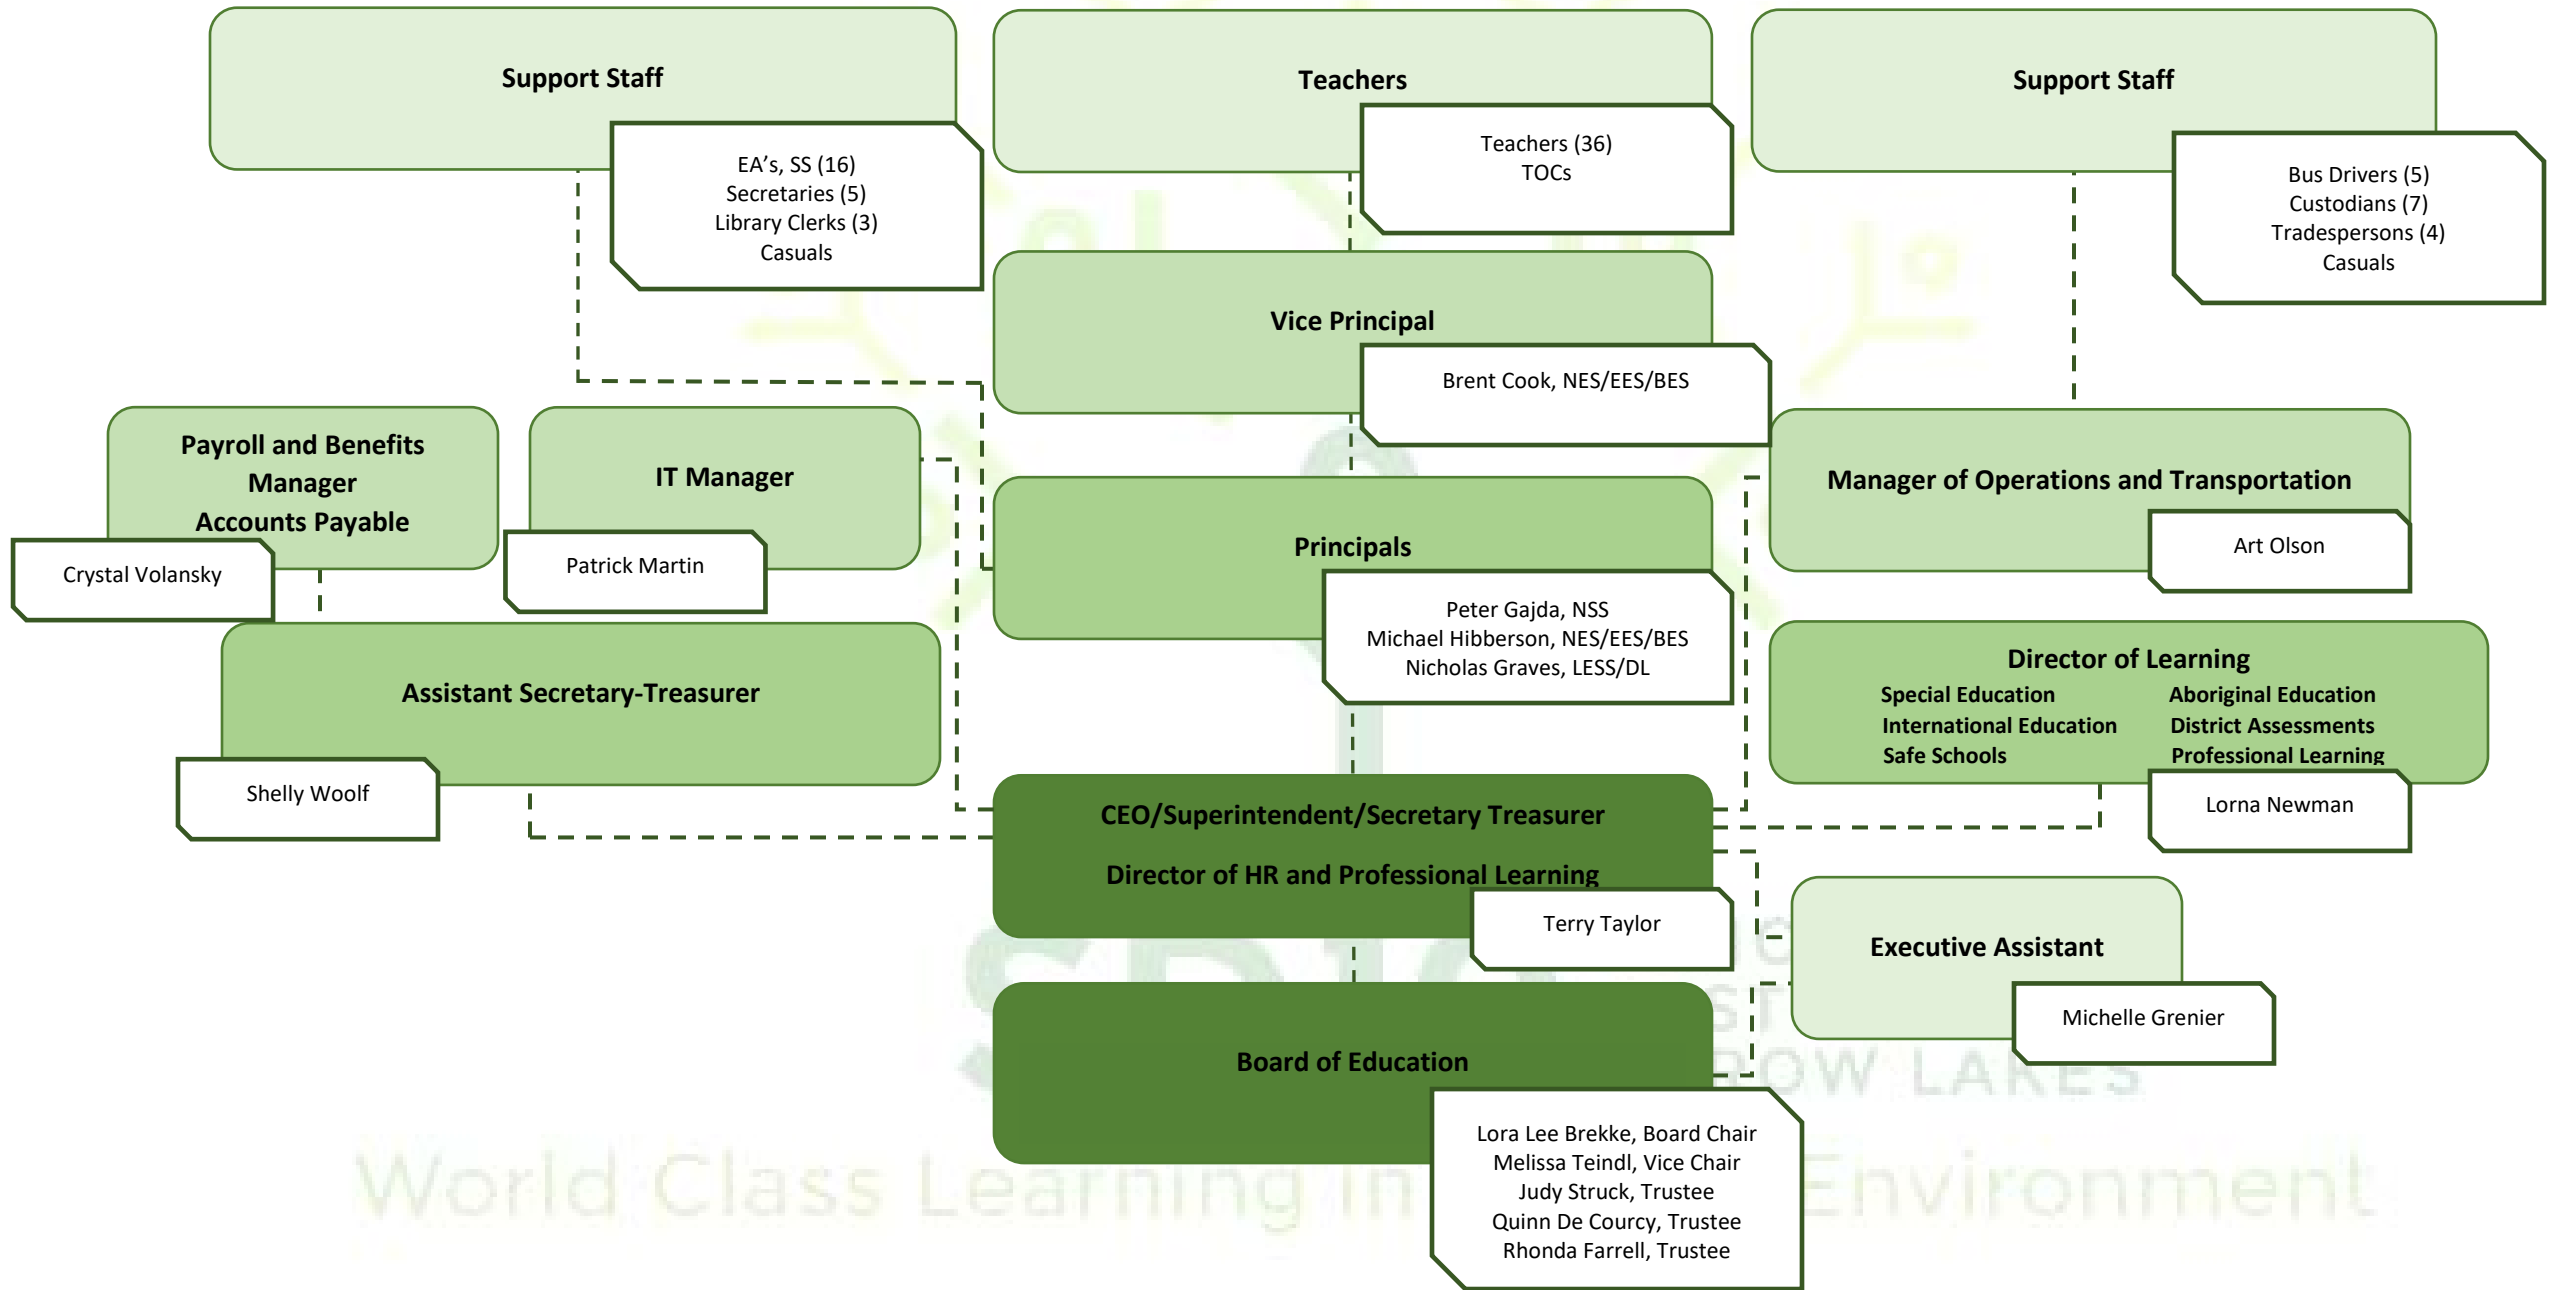 Support Staff
EA’s, SS (16)
Secretaries (5)
Library Clerks (3)
Casuals
Teachers
Teachers (36)
TOCs
Support Staff
Bus Drivers (5)
Custodians (7)
Tradespersons (4)
Casuals
Vice Principal
Brent Cook, NES/EES/BES
Payroll and Benefits
Manager
Accounts Payable
Crystal Volansky
IT Manager
Patrick Martin
Principals
Peter Gajda, NSS
Michael Hibberson, NES/EES/BES
Nicholas Graves, LESS/DL
Manager of Operations and Transportation
Art Olson
Assistant Secretary-Treasurer
Shelly Woolf
Director of Learning
Special Education Aboriginal Education
International Education District Assessments
Safe Schools Professional Learning
Lorna Newman
CEO/Superintendent/Secretary Treasurer
Director of HR and Professional Learning
Terry Taylor
Executive Assistant
Michelle Grenier
Board of Education
Lora Lee Brekke, Board Chair
Melissa Teindl, Vice Chair
Judy Struck, Trustee
Quinn De Courcy, Trustee
Rhonda Farrell, Trustee
LAKES
World Class Learning in Environment